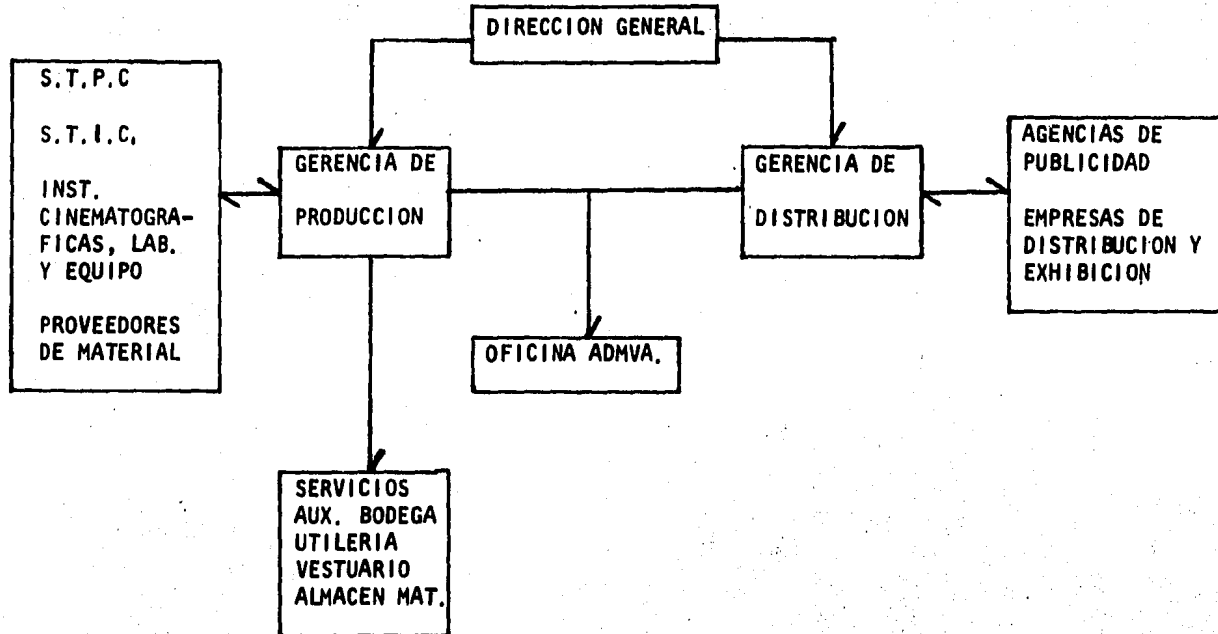 DIRECCION GENERAL
S.T.P.C
S.T.I.C.
INST.
CINEMATOGRA-
FICAS, LAB.
Y EQUIPO
PROVEEDORES
DE MATERIAL
GERENCIA DE
PRODUCCION
GERENCIA DE
DISTRIBUCION
AGENCIAS DE
PUBLICIDAD
EMPRESAS DE
DISTRIBUCION Y
EXHIBICION
OFICINA ADMVA.
SERVICIOS
AUX. BODEGA
UTILERIA
VESTUARIO
ALMACEN MAT.